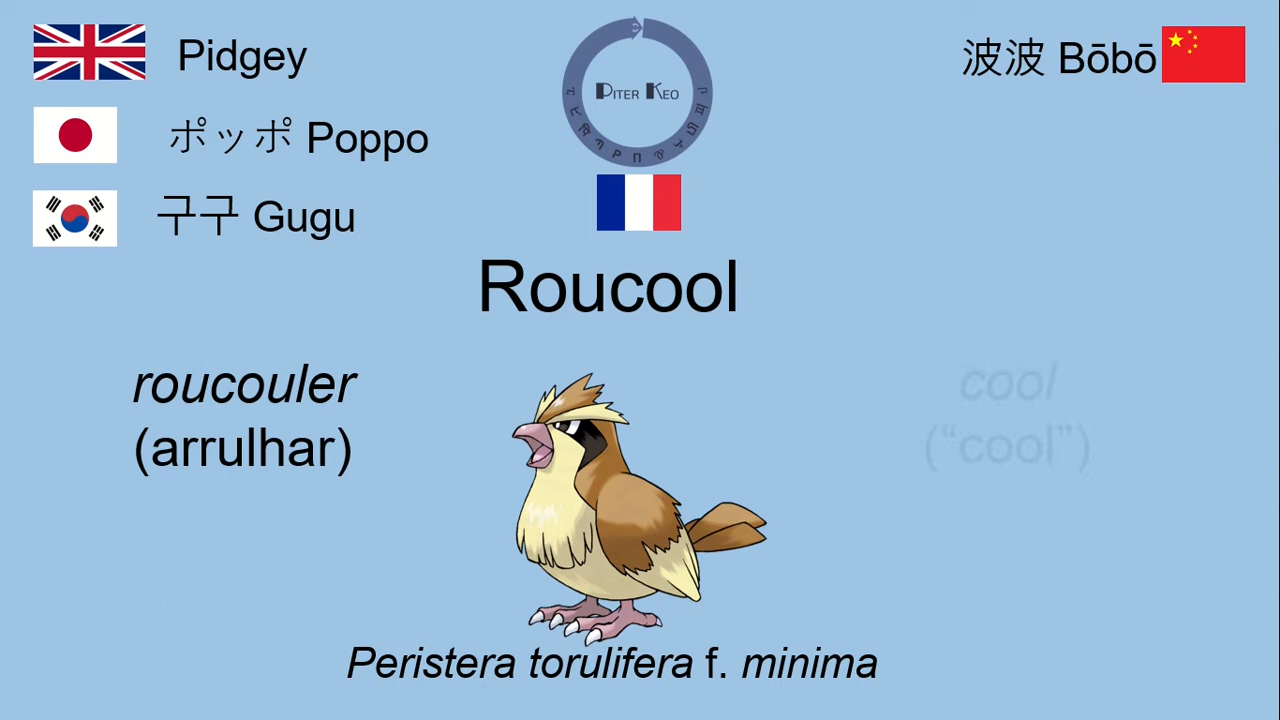 Pidgey
波波 Bōbō
PITER KEO
ポッポ Poppo
구구 Gugu
Roucool
roucouler
(arrulhar)
cool
(“cool”)
Peristera torulifera f. minima